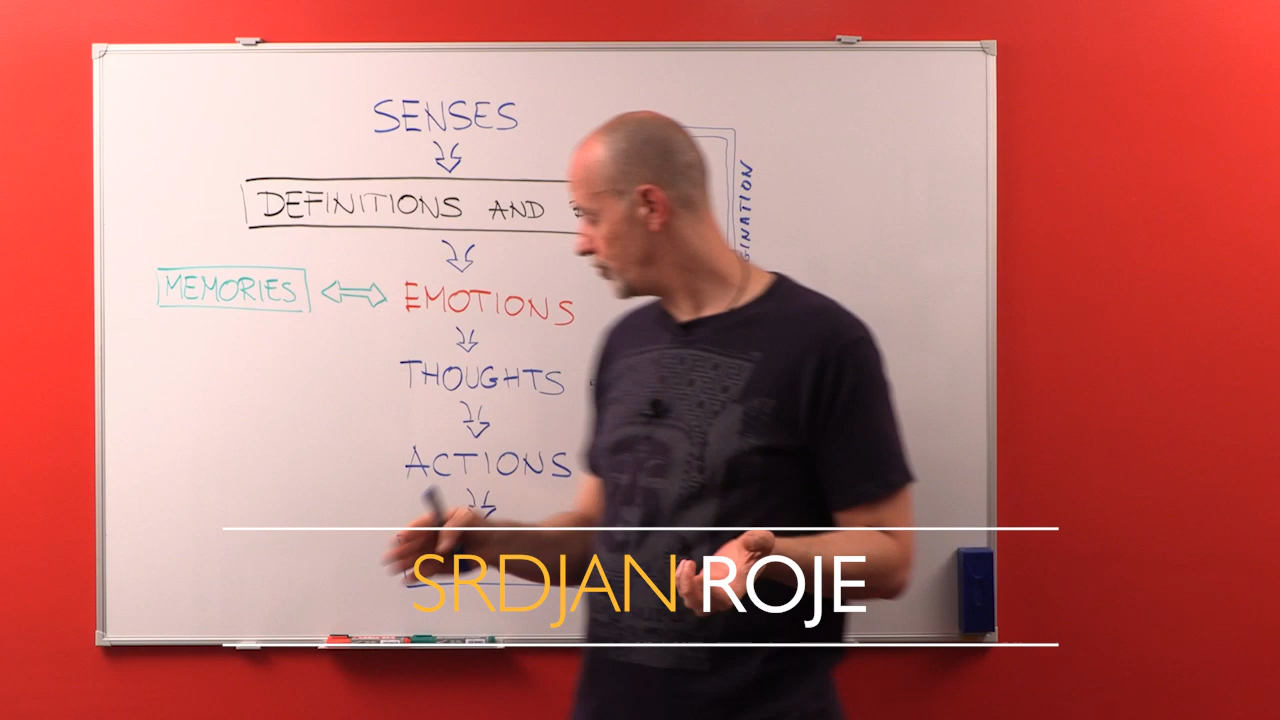 SENSES
DEFINITIONS AND
MEMORIES
EMOTIONS
THOUGHTS
ACTIONS
SRDJAN ROJE